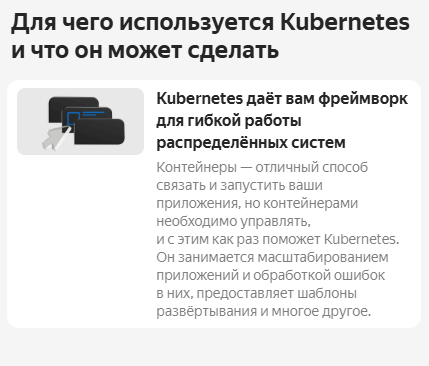 Для чего используется Kubernetes
и что он может сделать
Kubernetes даёт вам фреймворк
для гибкой работы
распределённых систем
Контейнеры — отличный способ
связать и запустить ваши
приложения, но контейнерами
необходимо управлять,
и с этим как раз поможет Kubernetes.
Он занимается масштабированием
приложений и обработкой ошибок
в них, предоставляет шаблоны
развёртывания и многое другое.